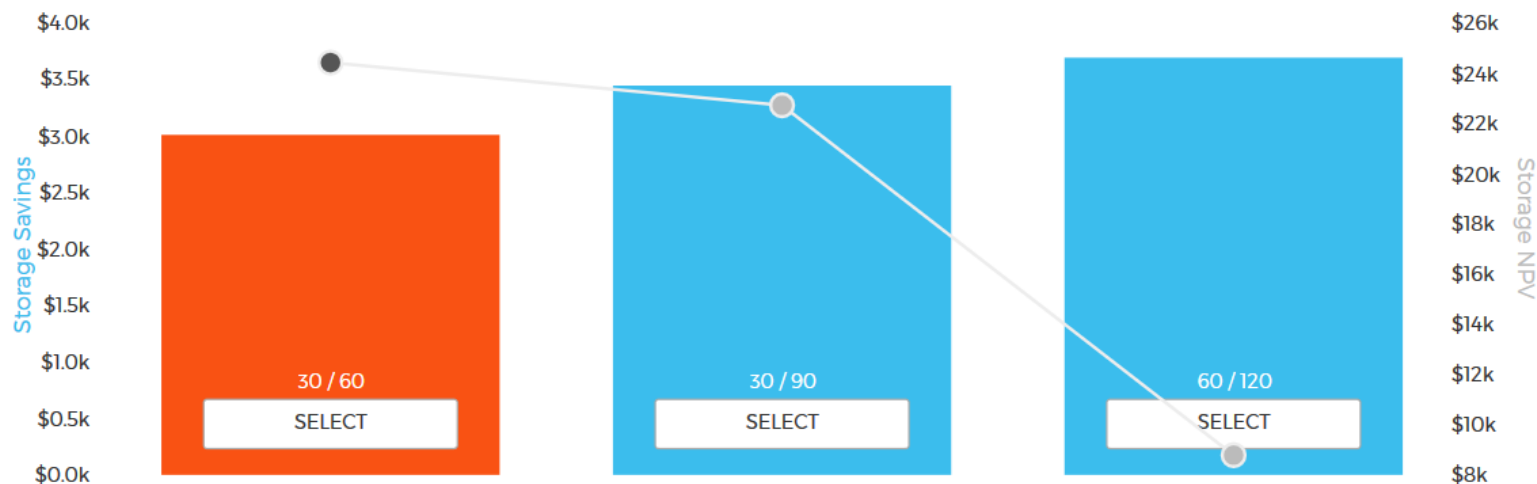 $4.0k
$3.5k
$3.0k
$2.5k
$2.0k
$1.5k
$1.0k
$0.5k
$0.0k
Storage Savings
30 / 60
SELECT
30 / 90
SELECT
60 / 120
SELECT
$26k
$24k
$22k
$20k
$18k
$16k
$14k
$12k
$10k
$8k
Storage NPV